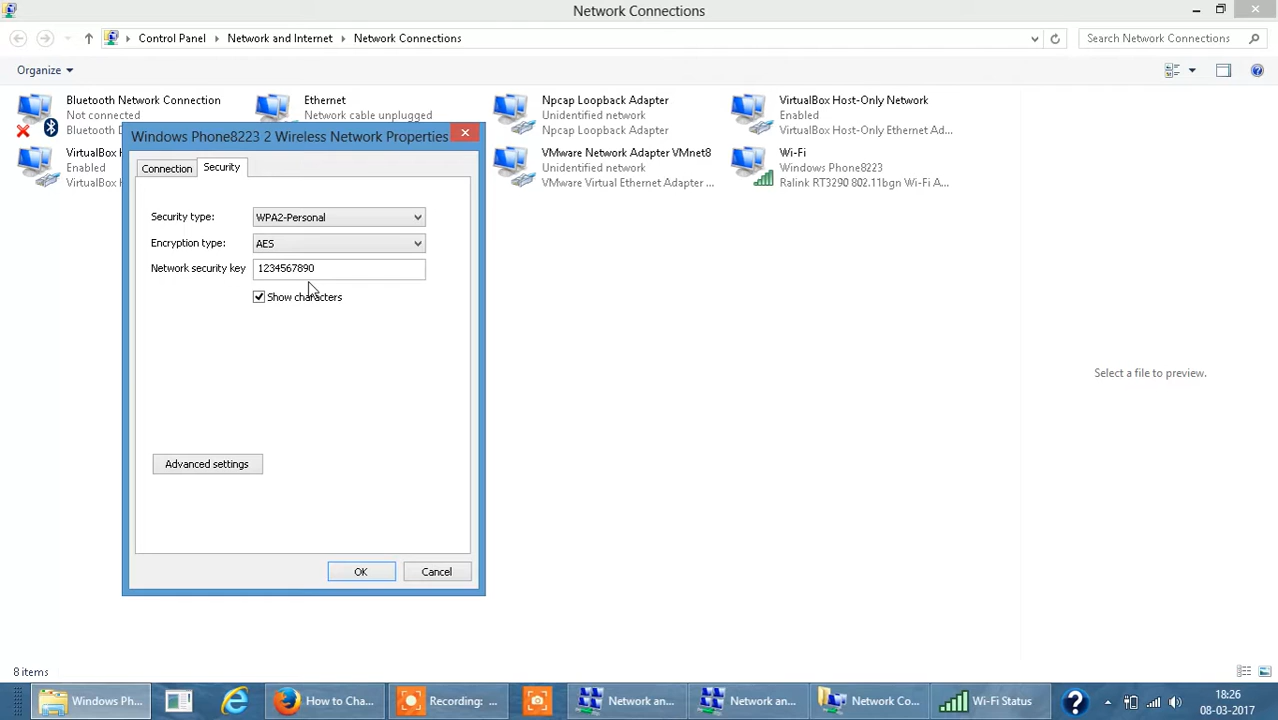 Network Connections
Control Panel Network and Internet Network Connections
Search Network Connections
Organize
Bluetooth Network Connection
Not connected
Bluetooth D
Ethernet
Network cable unplugged
Npcap Loopback Adapter
Unidentified network
Npcap Loopback Adapter
VirtualBox Host-Only Network
Enabled
VirtualBox Host-Only Ethernet Ad...
VirtualBox H
Enabled
VirtualBox H
VMware Network Adapter VMnet8
Unidentified network
VMware Virtual Ethernet Adapter ...
Wi-Fi
Windows Phone8223
Ralink RT3290 802.11bgn Wi-Fi A...
Windows Phone8223 2 Wireless Network Properties
Connection Security
Security type: WPA2-Personal
Encryption type: AES
Network security key 1234567890
Show characters
Advanced settings
OK Cancel
Select a file to preview.
8 items
Windows Ph... How to Cha... Recording: ... Network an... Network an... Network Co... Wi-Fi Status
18:26
08-03-2017